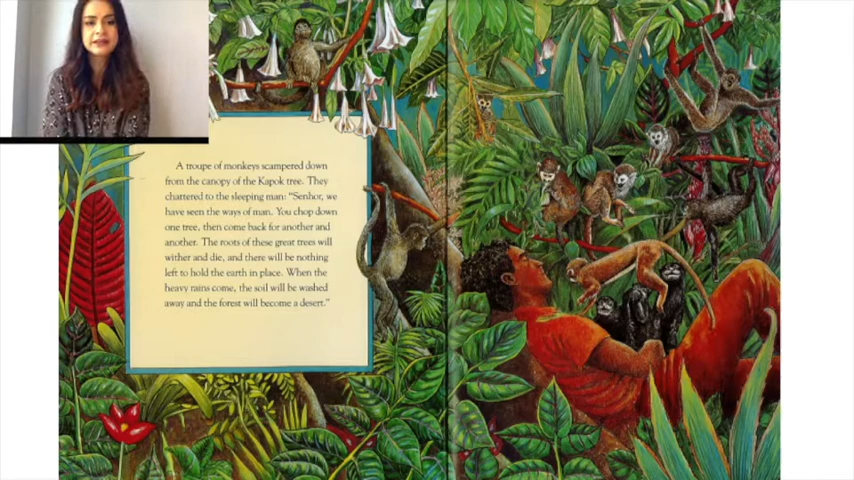 A troupe of monkeys scampered down
from the canopy of the Kapok tree. They
chattered to the sleeping man: "Senhor, we
have seen the ways of man. You chop down
one tree, then come back for another and
another. The roots of these great trees will
wither and die, and there will be nothing
left to hold the earth in place. When the
heavy rains come, the soil will be washed
away and the forest will become a desert."